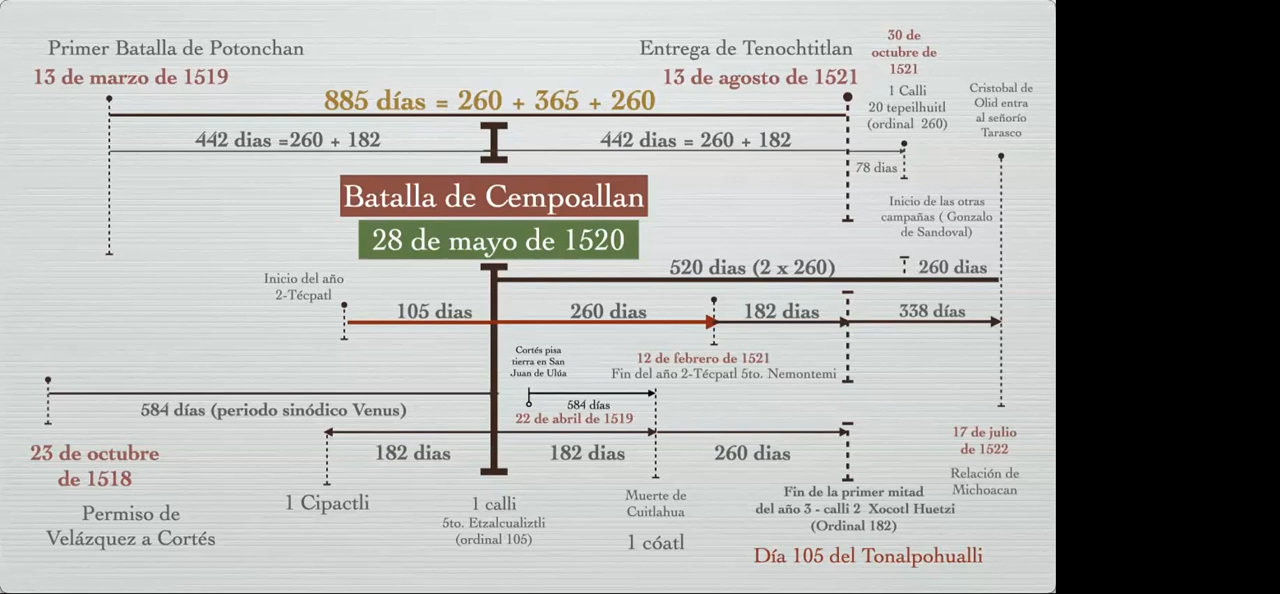 Primer Batalla de Potonchan
13 de marzo de 1519
Entrega de Tenochtitlan
13 de agosto de 1521
30 de
octubre de
1521
1 Calli
20 tepeilhuitl
(ordinal 260)
Cristobal de
Olid entra
al señorío
Tarasco
885 días = 260 + 365 + 260
442 dias =260 + 182
442 dias = 260 + 182
78 dias
Batalla de Cempoallan
28 de mayo de 1520
Inicio de las otras
campañas ( Gonzalo
de Sandoval)
520 dias (2 x 260)
260 dias
Inicio del año
2-Técpatl
105 dias
260 dias
182 dias
338 días
Cortés pisa
tierra en San
Juan de Ulúa
12 de febrero de 1521
Fin del año 2-Técpatl 5to. Nemontemi
584 días (periodo sinódico Venus)
584 días
22 de abril de 1519
23 de octubre
de 1518
Permiso de
Velázquez a Cortés
182 dias
182 dias
260 dias
1 Cipactli
1 calli
5to. Etzalcualiztli
(ordinal 105)
Muerte de
Cuitlahua
1 cóatl
Fin de la primer mitad
del año 3 - calli 2 Xocotl Huetzi
(Ordinal 182)
Día 105 del Tonalpohualli
17 de julio
de 1522
Relación de
Michoacan